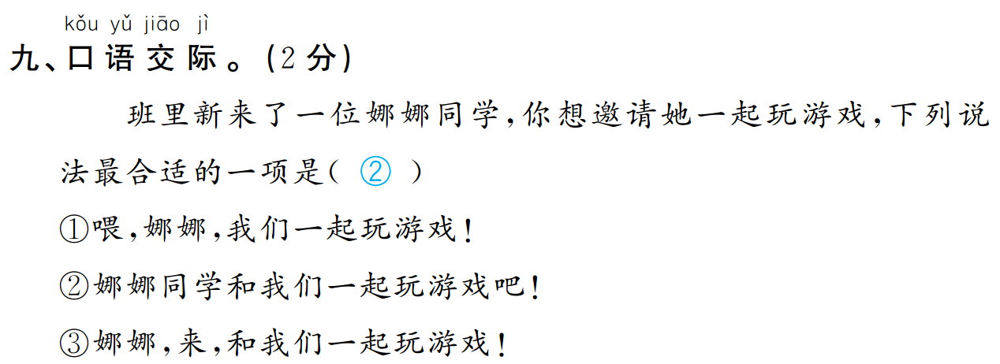 kǒu yǔ jiāo jì
九、口语交际。(2分)
班里新来了一位娜娜同学,你想邀请她一起玩游戏,下列说
法最合适的一项是( ② )
①喂,娜娜,我们一起玩游戏!
②娜娜同学和我们一起玩游戏吧!
③娜娜,来,和我们一起玩游戏!